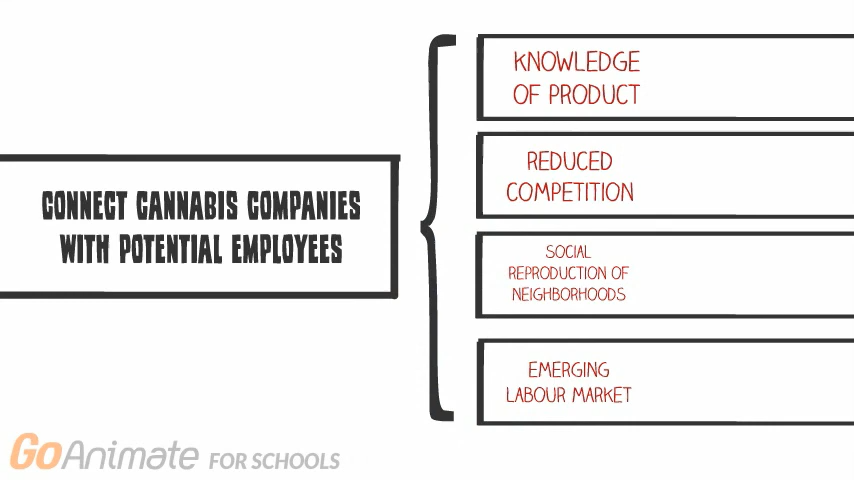 CONNECT CANNABIS COMPANIES
WITH POTENTIAL EMPLOYEES
KNOWLEDGE
OF PRODUCT
REDUCED
COMPETITION
SOCIAL
REPRODUCTION OF
NEIGHBORHOODS
EMERGING
LABOUR MARKET
GoAnimate FOR SCHOOLS